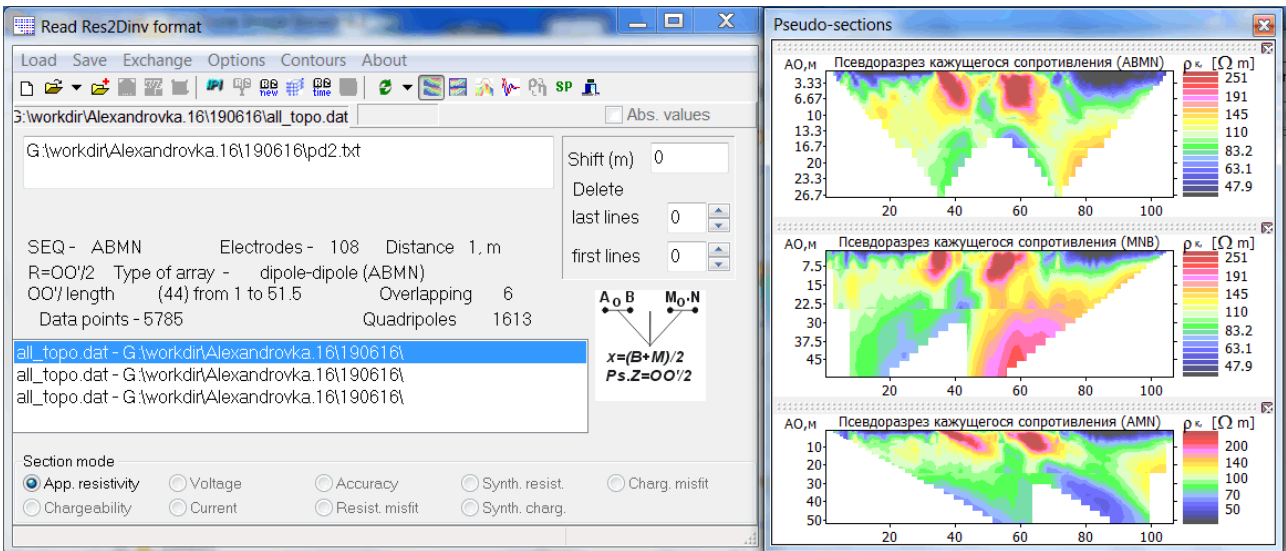 Read Res2Dinv format
Load Save Exchange Options Contours About
IPI new time SP
G:\workdir\Alexandrovka.16\190616\all_topo.dat
Abs. values
G:\workdir\Alexandrovka.16\190616\pd2.txt
Shift (m) 0
Delete
last lines 0
first lines 0
SEQ - ABMN Electrodes - 108 Distance 1, m
R=OO'/2 Type of array - dipole-dipole (ABMN)
OO'/ length (44) from 1 to 51.5 Overlapping 6
Data points - 5785 Quadripoles 1613
A O B M O N
x=(B+M)/2
Ps.Z=OO'/2
all_topo.dat - G:\workdir\Alexandrovka.16\190616\
all_topo.dat - G:\workdir\Alexandrovka.16\190616\
all_topo.dat - G:\workdir\Alexandrovka.16\190616\
Section mode
App. resistivity Voltage Accuracy Synth. resist. Charg. misfit
Chargeability Current Resist. misfit Synth. charg.
Pseudo-sections
АО,м Псевдоразрез кажущегося сопротивления (ABMN) ρк, [Ω m]
3.33
6.67
10
13.3
16.7
20
23.3
26.7
20 40 60 80 100
251
191
145
110
83.2
63.1
47.9
АО,м Псевдоразрез кажущегося сопротивления (MNB) ρк, [Ω m]
7.5
15
22.5
30
37.5
45
20 40 60 80 100
251
191
145
110
83.2
63.1
47.9
АО,м Псевдоразрез кажущегося сопротивления (AMN) ρк, [Ω m]
10
20
30
40
50
20 40 60 80 100
200
140
100
70
50